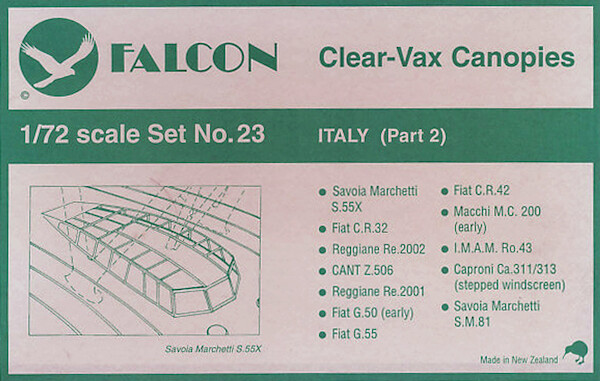 FALCON
Clear-Vax Canopies
©
1/72 scale Set No.23
ITALY (Part 2)
Savoia Marchetti S.55X
• Savoia Marchetti
S.55X
• Fiat C.R.32
• Reggiane Re.2002
• CANT Z.506
• Reggiane Re.2001
• Fiat G.50 (early)
• Fiat G.55
• Fiat C.R.42
• Macchi M.C. 200
(early)
• I.M.A.M. Ro.43
• Caproni Ca.311/313
(stepped windscreen)
• Savoia Marchetti
S.M.81
Made in New Zealand